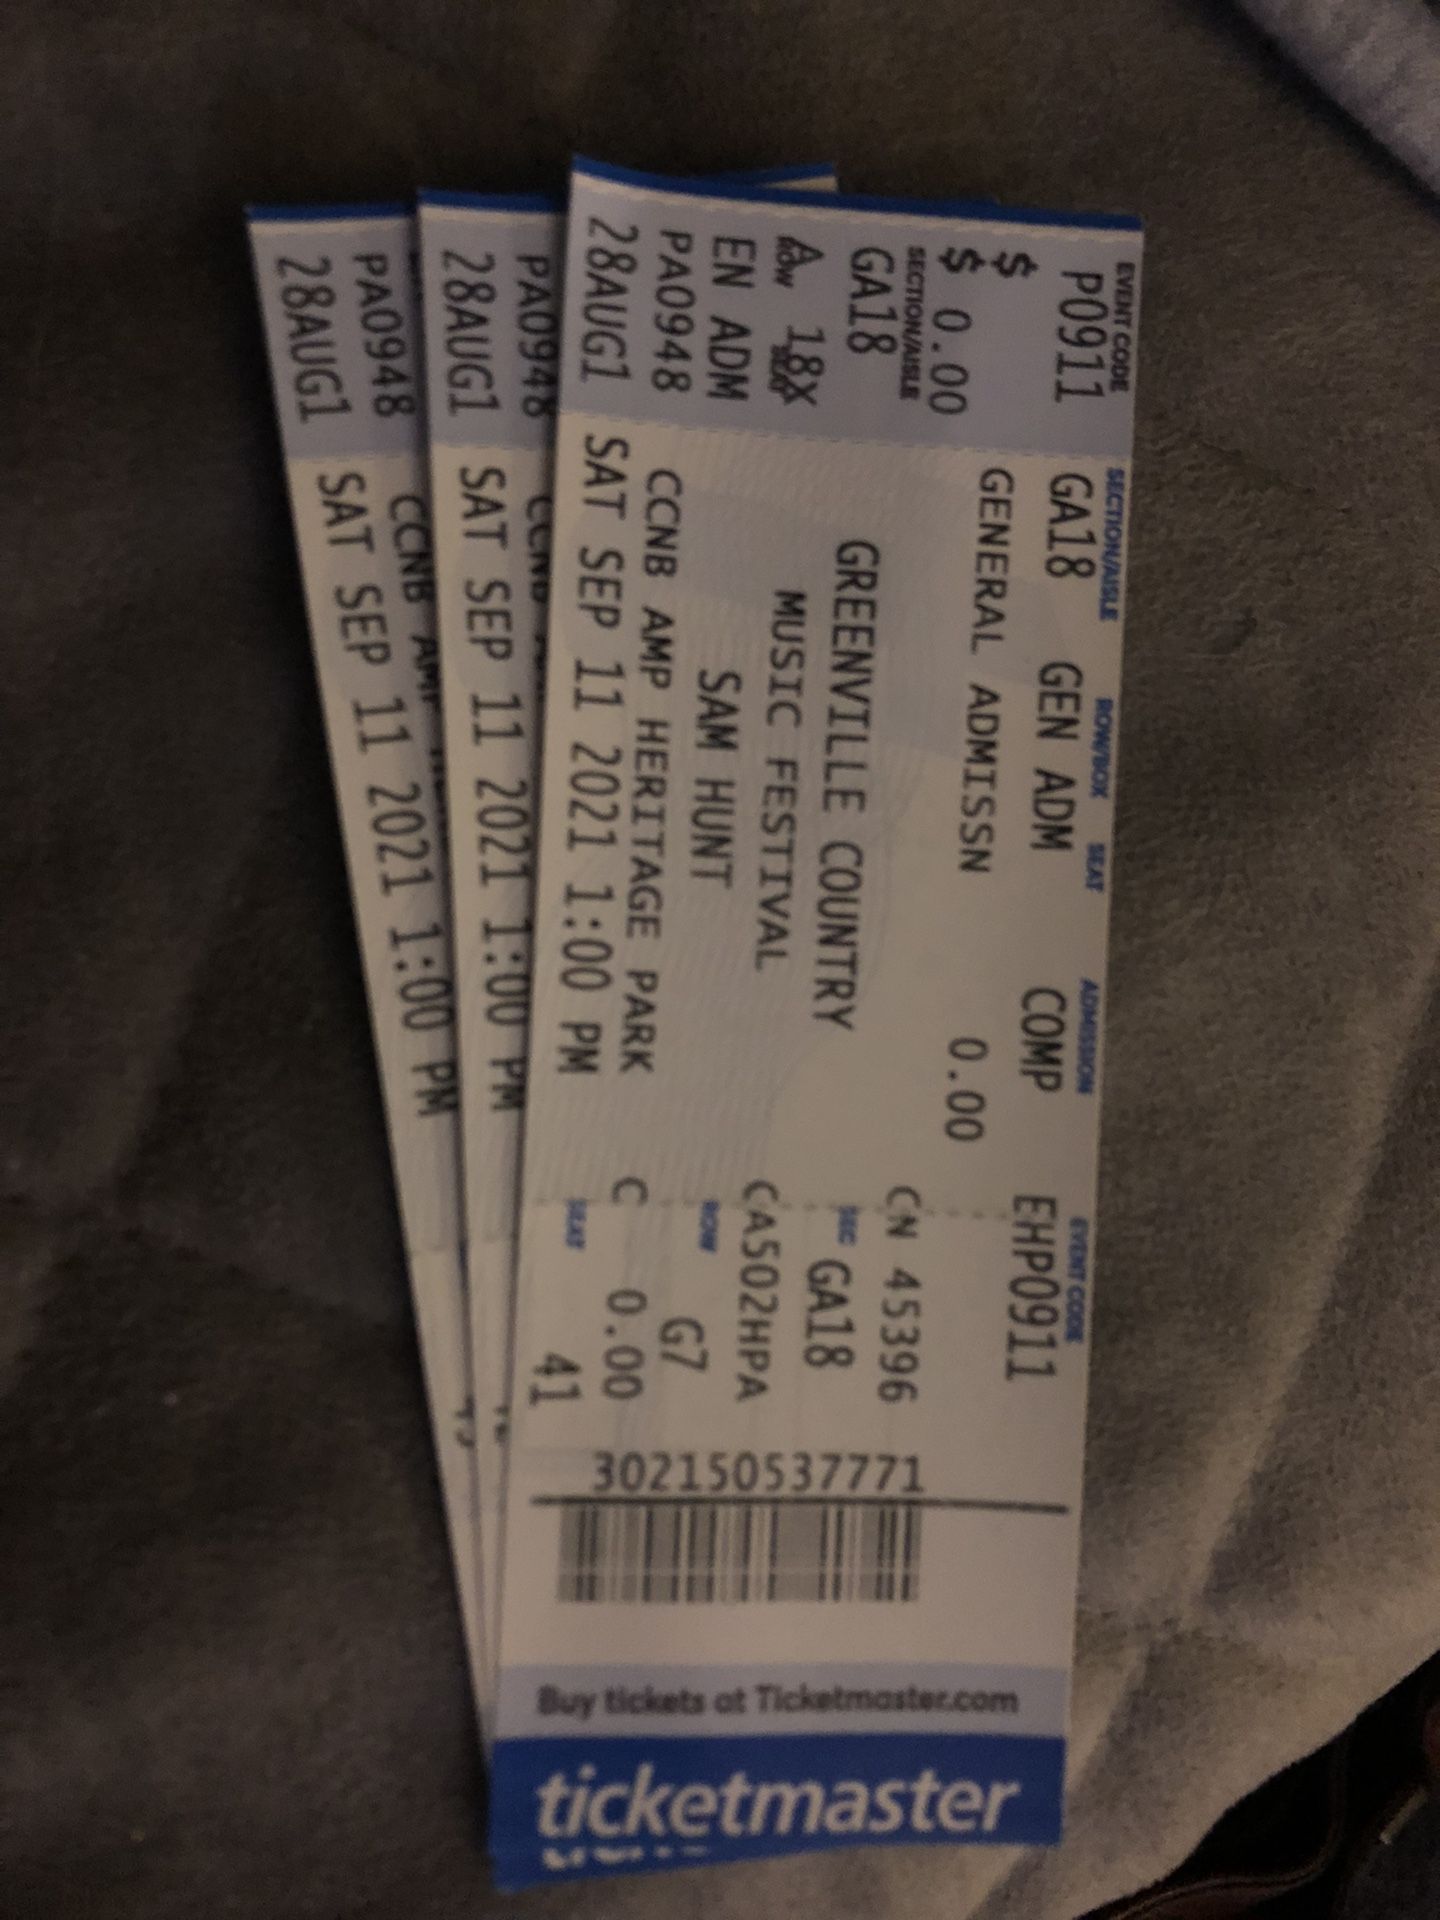 EVENT CODE SECTION/AISLE ROW/BOX SEAT ADMISSION EVENT CODE
P0911 GA18 GEN ADM COMP EHP0911
$
$ 0.00 GENERAL ADMISSN 0.00
SECTION/AISLE
GA18
GREENVILLE COUNTRY
MUSIC FESTIVAL
SAM HUNT
CCNB AMP HERITAGE PARK
SAT SEP 11 2021 1:00 PM
ROW
A 18X
EN ADM
PA0948
28AUG1
CN 45396
SEC GA18
CA502HPA
ROW G7
C 0.00
SEAT 41
302150537771
Buy tickets at Ticketmaster.com
ticketmaster
PA0948
28AUG1 SAT SEP 11 2021 1:00 PM
PA0948 CCNB AMP
28AUG1 SAT SEP 11 2021 1:00 PM